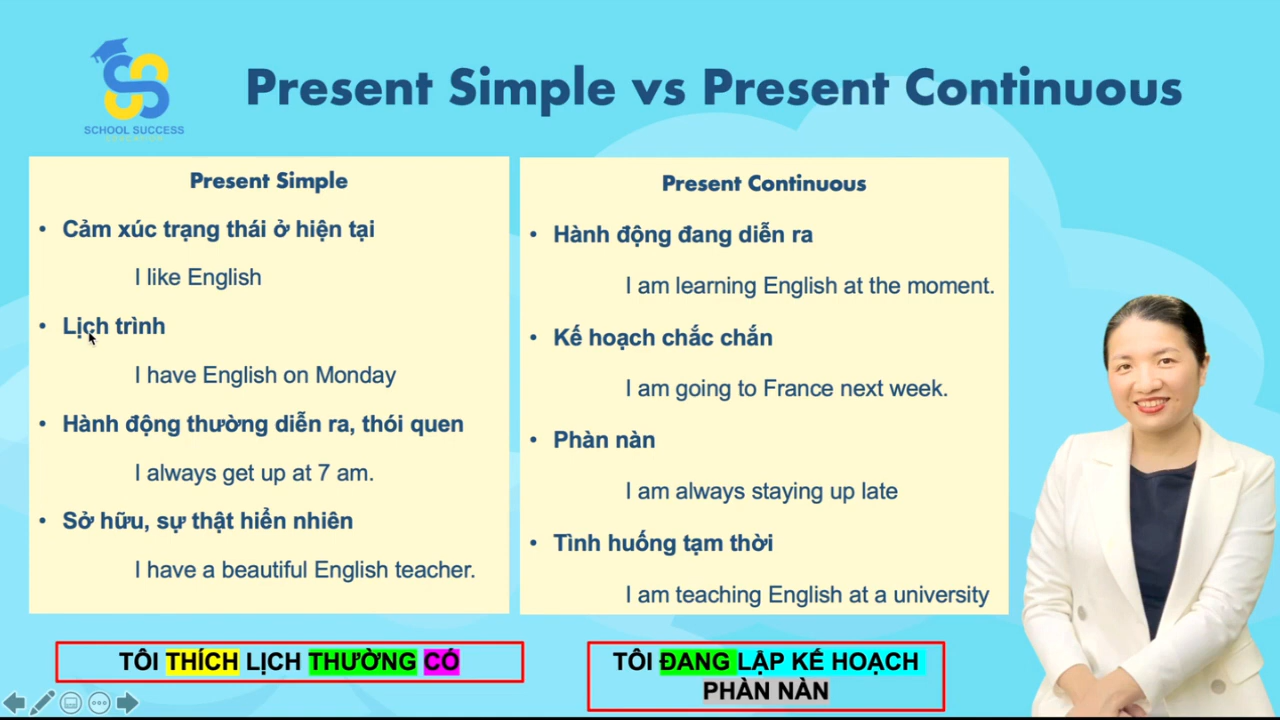 SCHOOL SUCCESS
Present Simple vs Present Continuous
Present Simple
• Cảm xúc trạng thái ở hiện tại
I like English
• Lịch trình
I have English on Monday
• Hành động thường diễn ra, thói quen
I always get up at 7 am.
• Sở hữu, sự thật hiển nhiên
I have a beautiful English teacher.
Present Continuous
• Hành động đang diễn ra
I am learning English at the moment.
• Kế hoạch chắc chắn
I am going to France next week.
• Phàn nàn
I am always staying up late
• Tình huống tạm thời
I am teaching English at a university
TÔI THÍCH LỊCH THƯỜNG CÓ
TÔI ĐANG LẬP KẾ HOẠCH
PHÀN NÀN